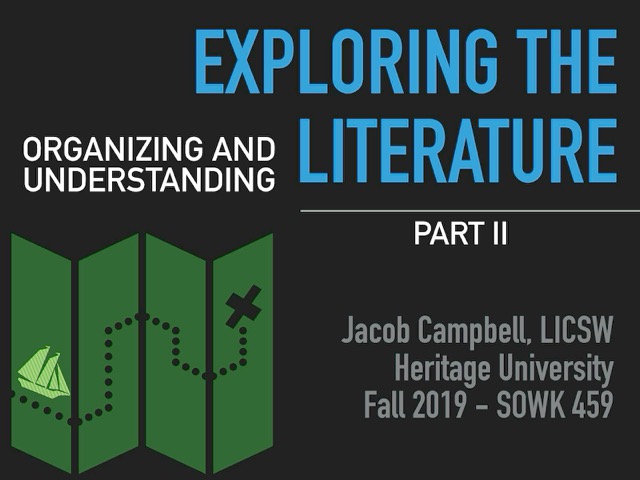 EXPLORING THE
LITERATURE
ORGANIZING AND
UNDERSTANDING
PART II
Jacob Campbell, LICSW
Heritage University
Fall 2019 - SOWK 459